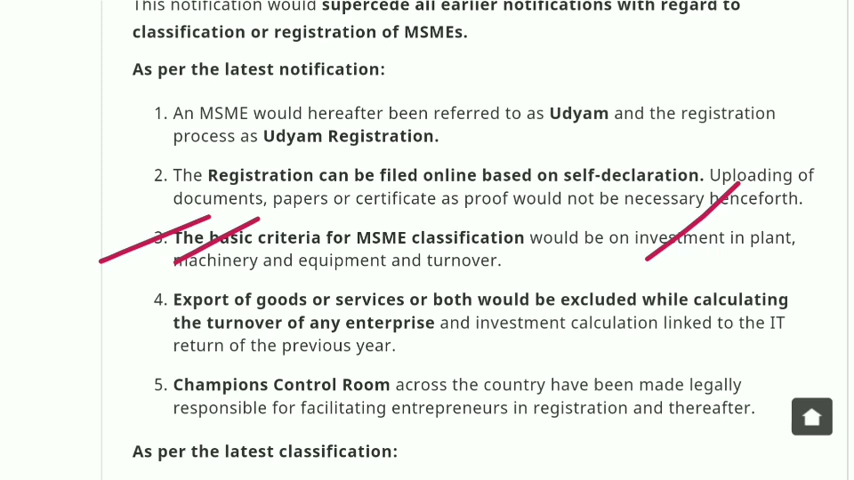 This notification would supercede all earlier notifications with regard to
classification or registration of MSMEs.
As per the latest notification:
1. An MSME would hereafter been referred to as Udyam and the registration
process as Udyam Registration.
2. The Registration can be filed online based on self-declaration. Uploading of
documents, papers or certificate as proof would not be necessary henceforth.
3. The basic criteria for MSME classification would be on investment in plant,
machinery and equipment and turnover.
4. Export of goods or services or both would be excluded while calculating
the turnover of any enterprise and investment calculation linked to the IT
return of the previous year.
5. Champions Control Room across the country have been made legally
responsible for facilitating entrepreneurs in registration and thereafter.
As per the latest classification: